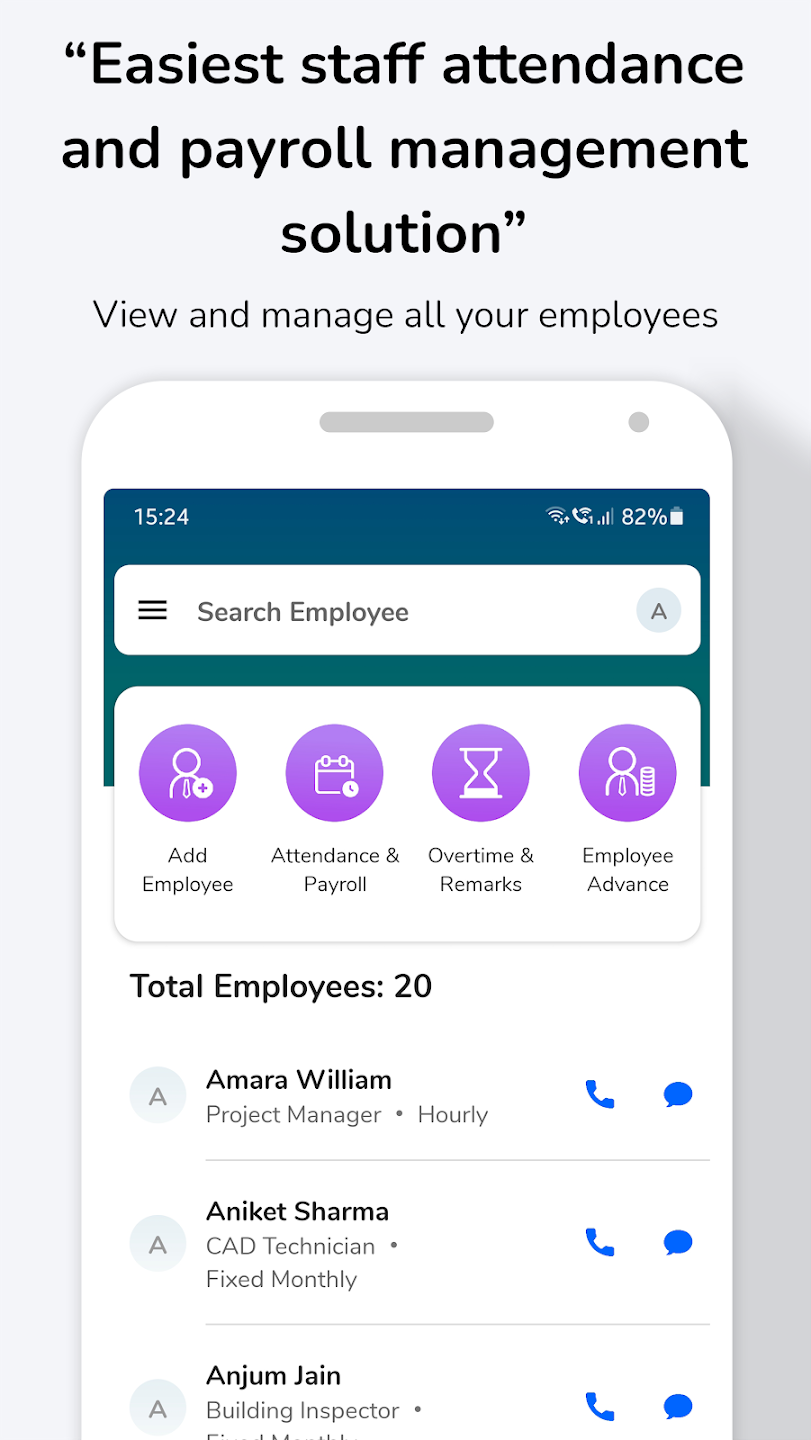 “Easiest staff attendance
and payroll management
solution”
View and manage all your employees
15:24
82%
Search Employee
A
Add
Employee
Attendance &
Payroll
Overtime &
Remarks
Employee
Advance
Total Employees: 20
A
Amara William
Project Manager • Hourly
A
Aniket Sharma
CAD Technician •
Fixed Monthly
A
Anjum Jain
Building Inspector •
Fixed Monthly